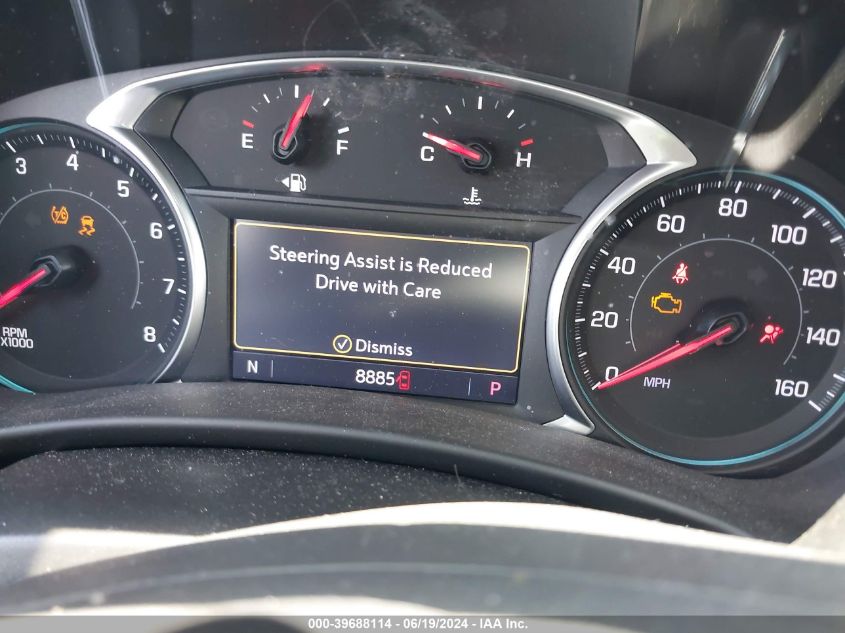 E F
C H
3 4 5 6 7 8
T/C
RPM
X1000
Steering Assist is Reduced
Drive with Care
Dismiss
N 8885 P
0 20 40 60 80 100 120 140 160
MPH
000-39688114 - 06/19/2024 - IAA Inc.